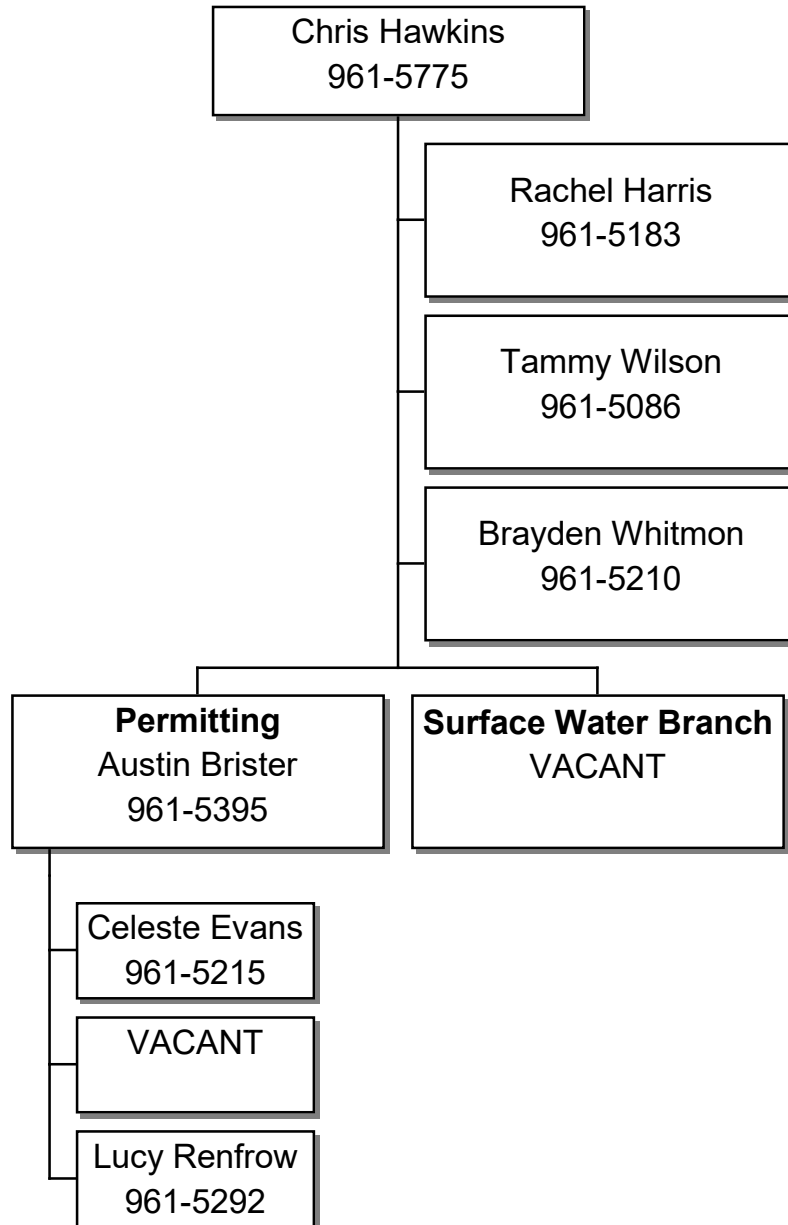 Chris Hawkins
961-5775
Rachel Harris
961-5183
Tammy Wilson
961-5086
Brayden Whitmon
961-5210
Permitting
Austin Brister
961-5395
Surface Water Branch
VACANT
Celeste Evans
961-5215
VACANT
Lucy Renfrow
961-5292